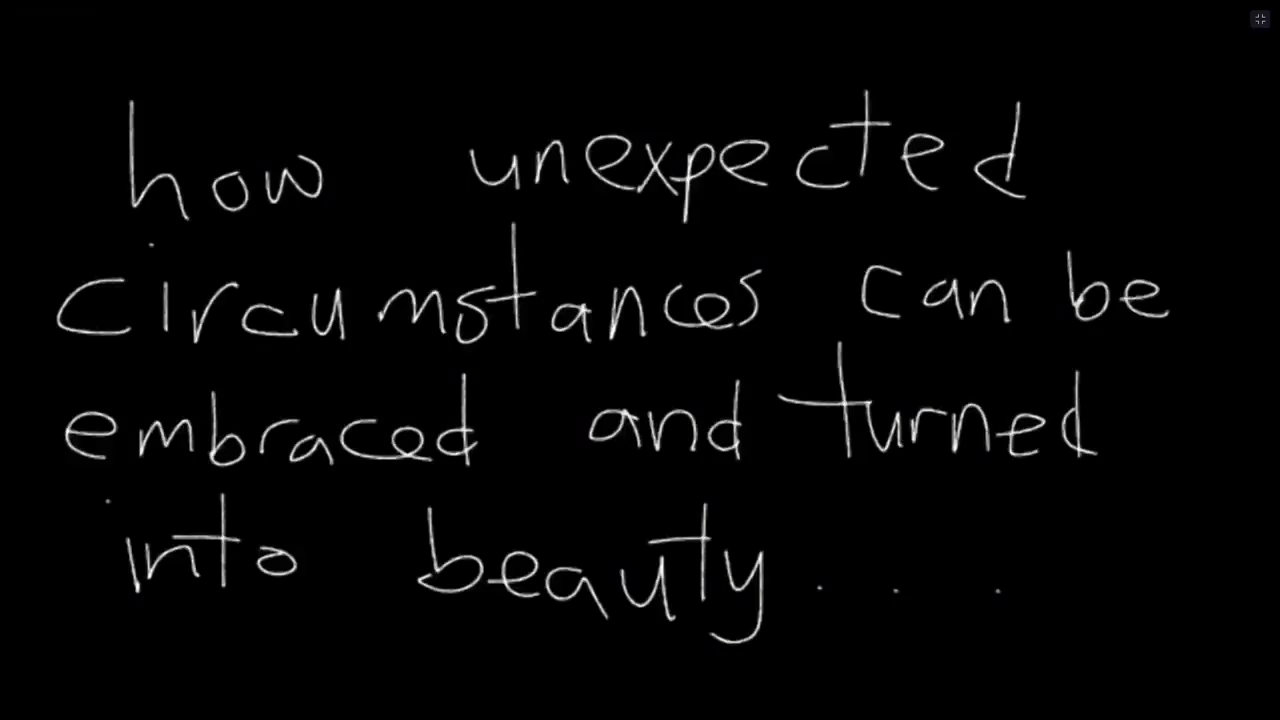 how unexpected
circumstances can be
embraced and turned
into beauty . . .